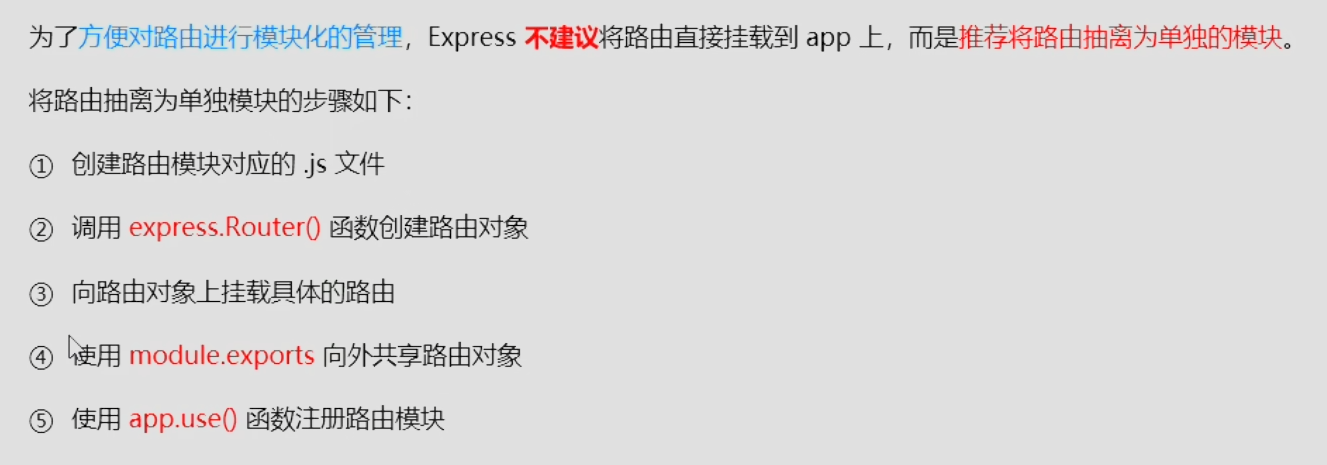 为了方便对路由进行模块化的管理，Express 不建议将路由直接挂载到 app 上，而是推荐将路由抽离为单独的模块。
将路由抽离为单独模块的步骤如下：
① 创建路由模块对应的 .js 文件
② 调用 express.Router() 函数创建路由对象
③ 向路由对象上挂载具体的路由
④ 使用 module.exports 向外共享路由对象
⑤ 使用 app.use() 函数注册路由模块